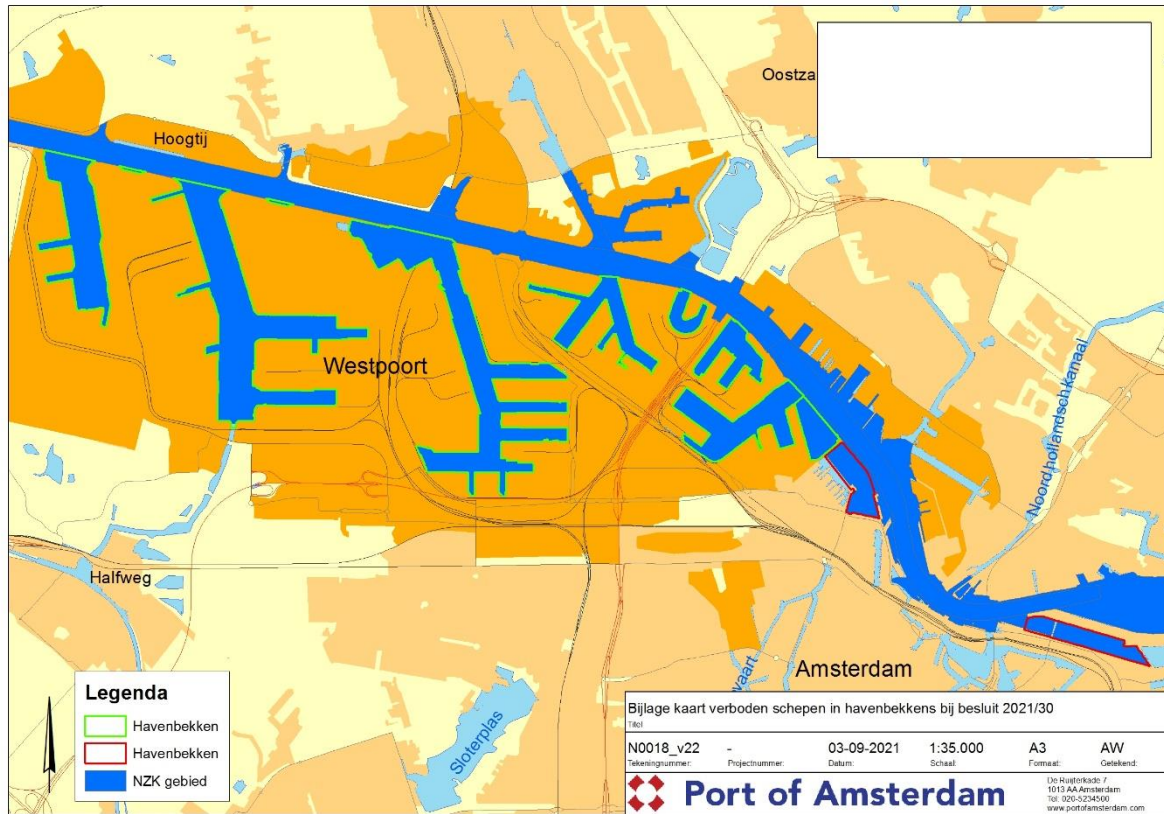 Oostza
Hoogtij
Westpoort
Noordhollandschkanaal
Halfweg
Amsterdam
vaart
Sloterplas
Legenda
Havenbekken
Havenbekken
NZK gebied
Bijlage kaart verboden schepen in havenbekkens bij besluit 2021/30
Titel
N0018_v22 - 03-09-2021 1:35.000 A3 AW
Tekeningnummer: Projectnummer: Datum: Schaal: Formaat: Getekend:
Port of Amsterdam
De Ruijterkade 7
1013 AA Amsterdam
Tel: 020-5234500
www.portofamsterdam.com